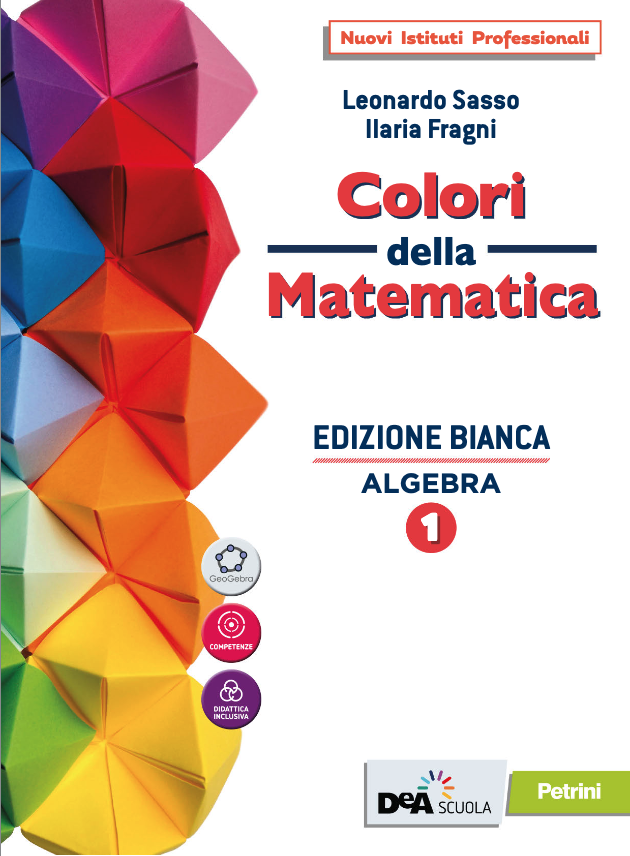 Nuovi Istituti Professionali
Leonardo Sasso
Ilaria Fragni
Colori
della
Matematica
EDIZIONE BIANCA
ALGEBRA
1
GeoGebra
COMPETENZE
DIDATTICA
INCLUSIVA
DeA SCUOLA
Petrini